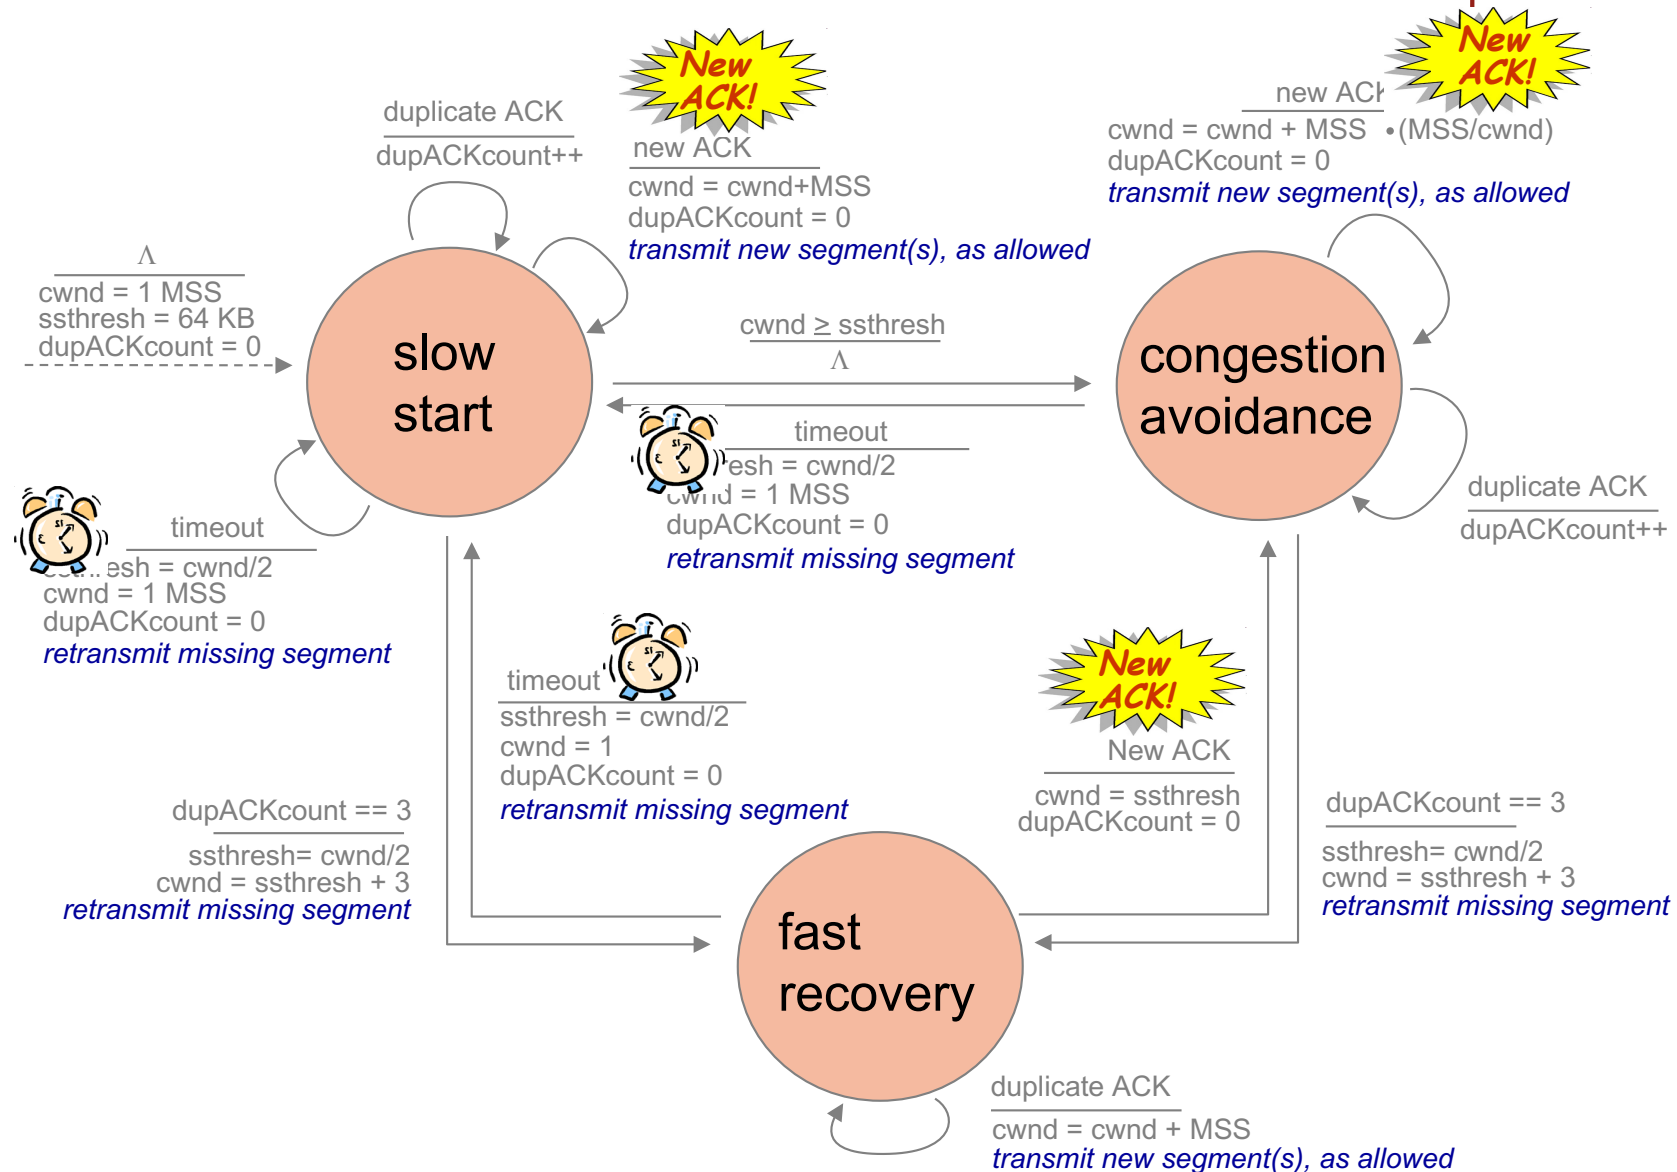 New
ACK!
New
ACK!
duplicate ACK
dupACKcount++
new ACK
cwnd = cwnd+MSS
dupACKcount = 0
transmit new segment(s), as allowed
new ACK
cwnd = cwnd + MSS •(MSS/cwnd)
dupACKcount = 0
transmit new segment(s), as allowed
Λ
cwnd = 1 MSS
ssthresh = 64 KB
dupACKcount = 0
slow
start
cwnd ≥ ssthresh
Λ
congestion
avoidance
timeout
resh = cwnd/2
cwnd = 1 MSS
dupACKcount = 0
retransmit missing segment
duplicate ACK
dupACKcount++
timeout
esh = cwnd/2
cwnd = 1 MSS
dupACKcount = 0
retransmit missing segment
timeout
ssthresh = cwnd/2
cwnd = 1
dupACKcount = 0
retransmit missing segment
New
ACK!
New ACK
cwnd = ssthresh
dupACKcount = 0
dupACKcount == 3
ssthresh= cwnd/2
cwnd = ssthresh + 3
retransmit missing segment
dupACKcount == 3
ssthresh= cwnd/2
cwnd = ssthresh + 3
retransmit missing segment
fast
recovery
duplicate ACK
cwnd = cwnd + MSS
transmit new segment(s), as allowed